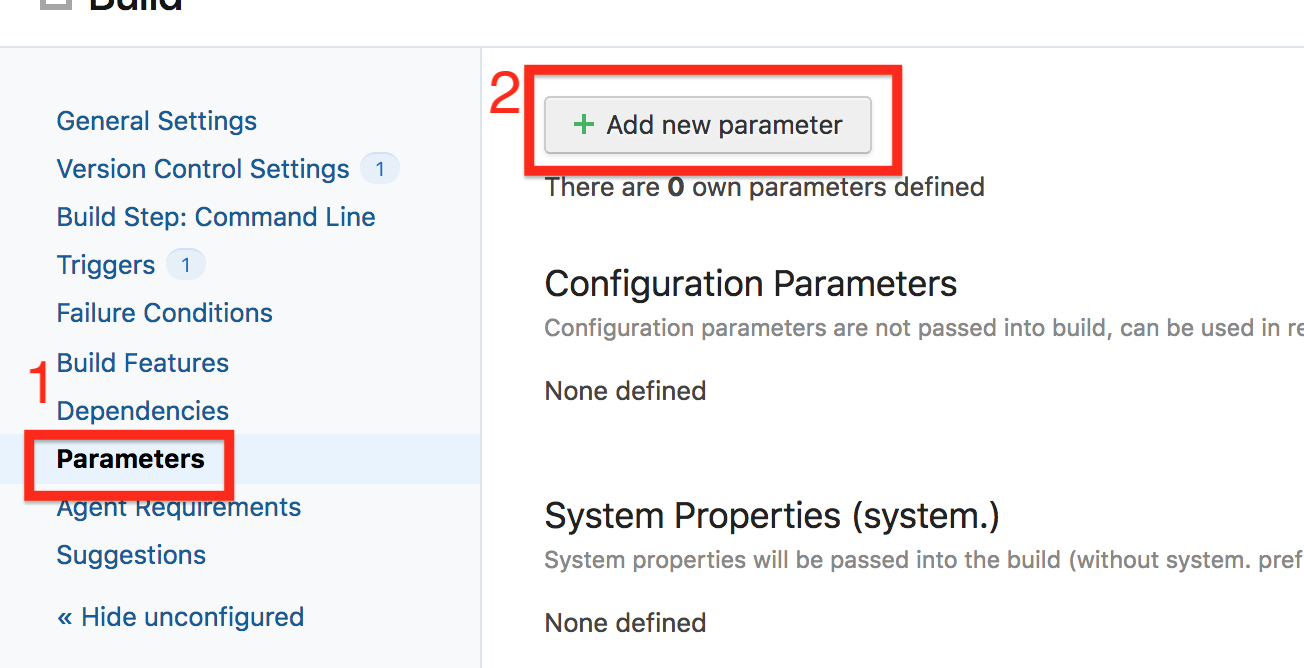 Build
General Settings
Version Control Settings 1
Build Step: Command Line
Triggers 1
Failure Conditions
1
Build Features
Dependencies
Parameters
Agent Requirements
Suggestions
« Hide unconfigured
2
+ Add new parameter
There are 0 own parameters defined
Configuration Parameters
Configuration parameters are not passed into build, can be used in re
None defined
System Properties (system.)
System properties will be passed into the build (without system. pref
None defined